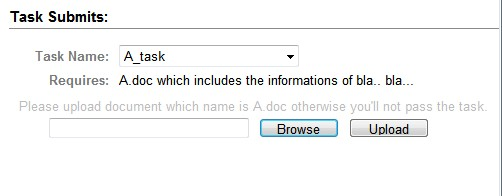 Task Submits:
Task Name: A_task
Requires: A.doc which includes the informations of bla.. bla...
Please upload document which name is A.doc otherwise you'll not pass the task.
Browse Upload